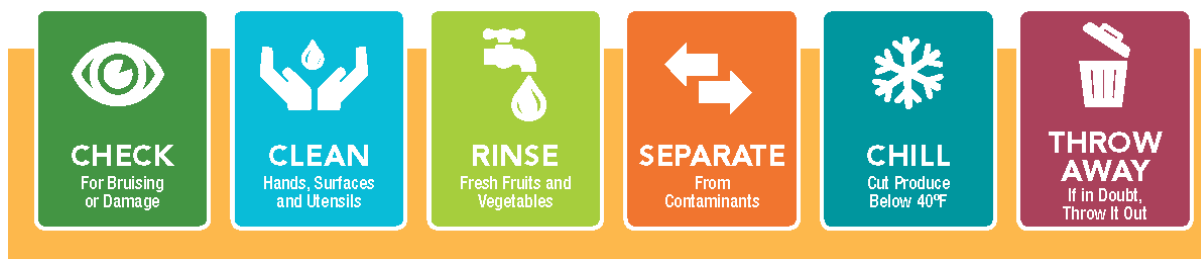 CHECK
For Bruising
or Damage
CLEAN
Hands, Surfaces
and Utensils
RINSE
Fresh Fruits and
Vegetables
SEPARATE
From
Contaminants
CHILL
Cut Produce
Below 40ºF
THROW
AWAY
If in Doubt,
Throw It Out